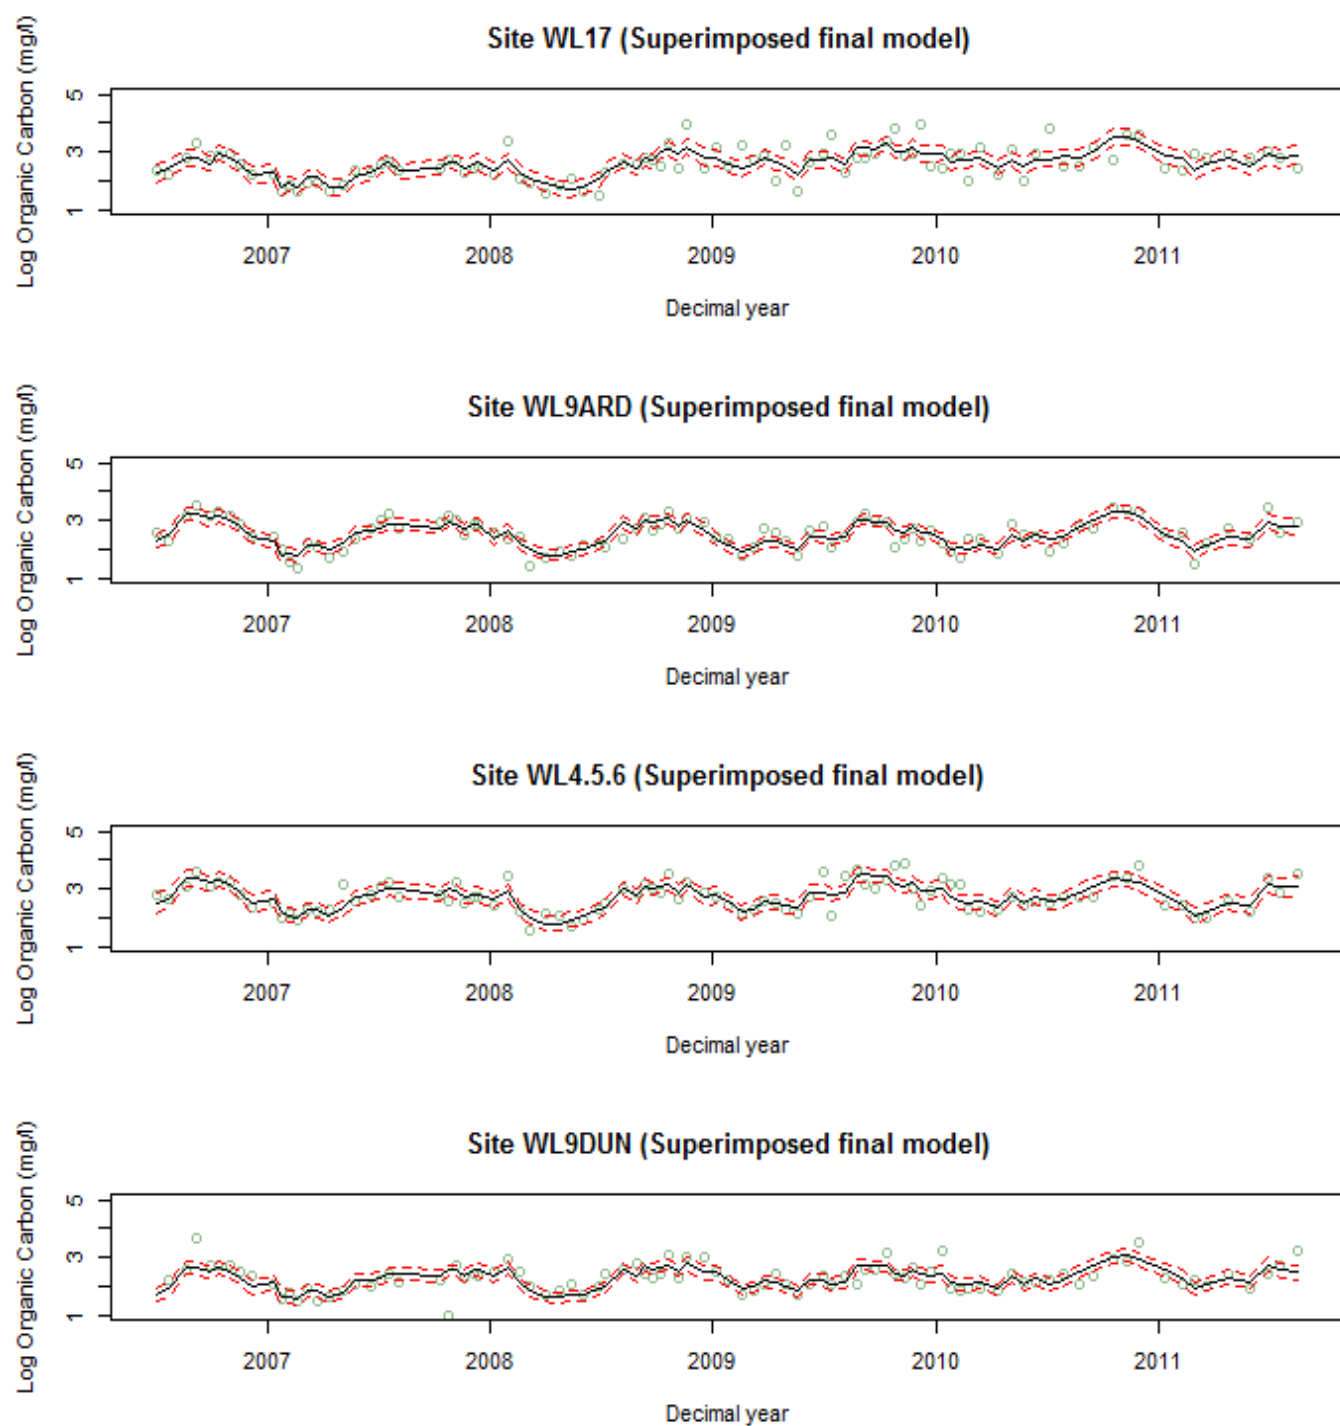 Site WL17 (Superimposed final model)
Log Organic Carbon (mg/l)
5
3
1
2007 2008 2009 2010 2011
Decimal year
Site WL9ARD (Superimposed final model)
Log Organic Carbon (mg/l)
5
3
1
2007 2008 2009 2010 2011
Decimal year
Site WL4.5.6 (Superimposed final model)
Log Organic Carbon (mg/l)
5
3
1
2007 2008 2009 2010 2011
Decimal year
Site WL9DUN (Superimposed final model)
Log Organic Carbon (mg/l)
5
3
1
2007 2008 2009 2010 2011
Decimal year